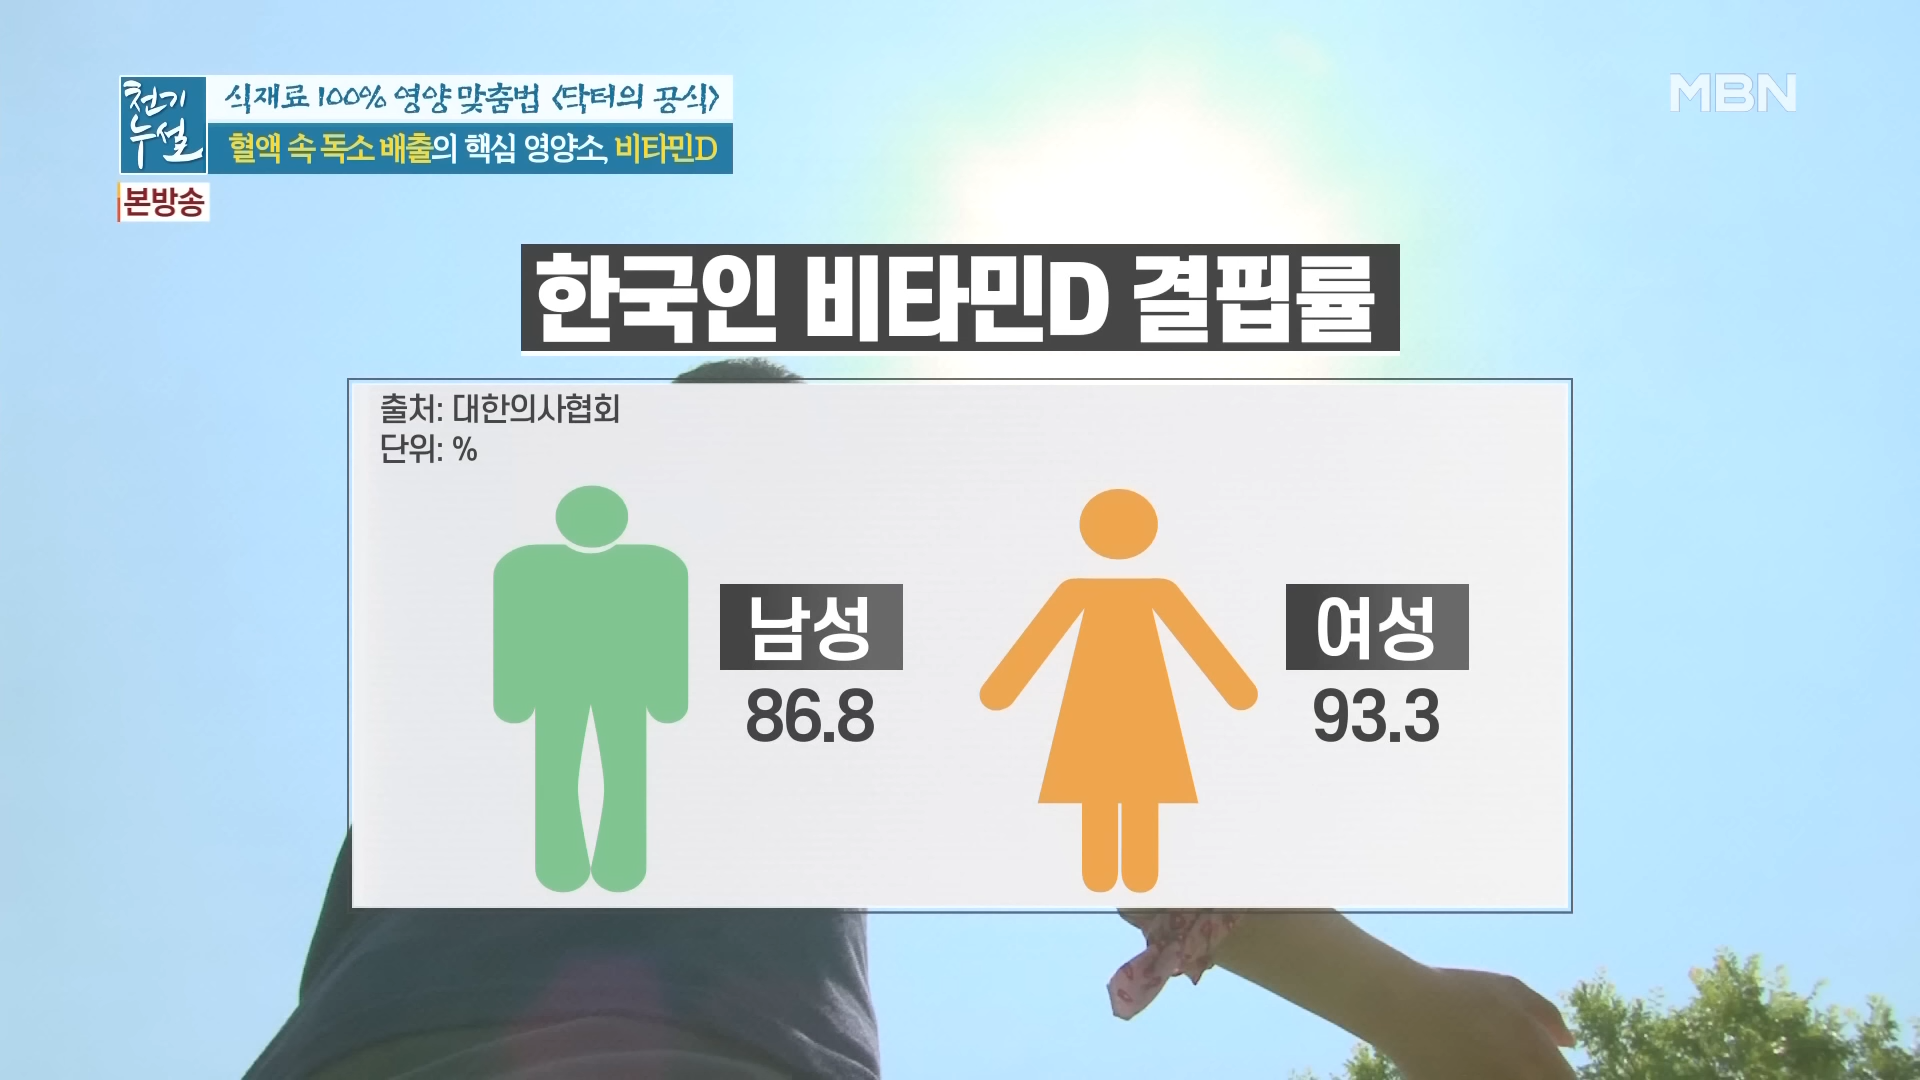 천기누설
식재료 100% 영양 맞춤법 <닥터의 공식>
MBN
혈액 속 독소 배출의 핵심 영양소, 비타민D
본방송
한국인 비타민D 결핍률
출처: 대한의사협회
단위: %
남성
86.8
여성
93.3